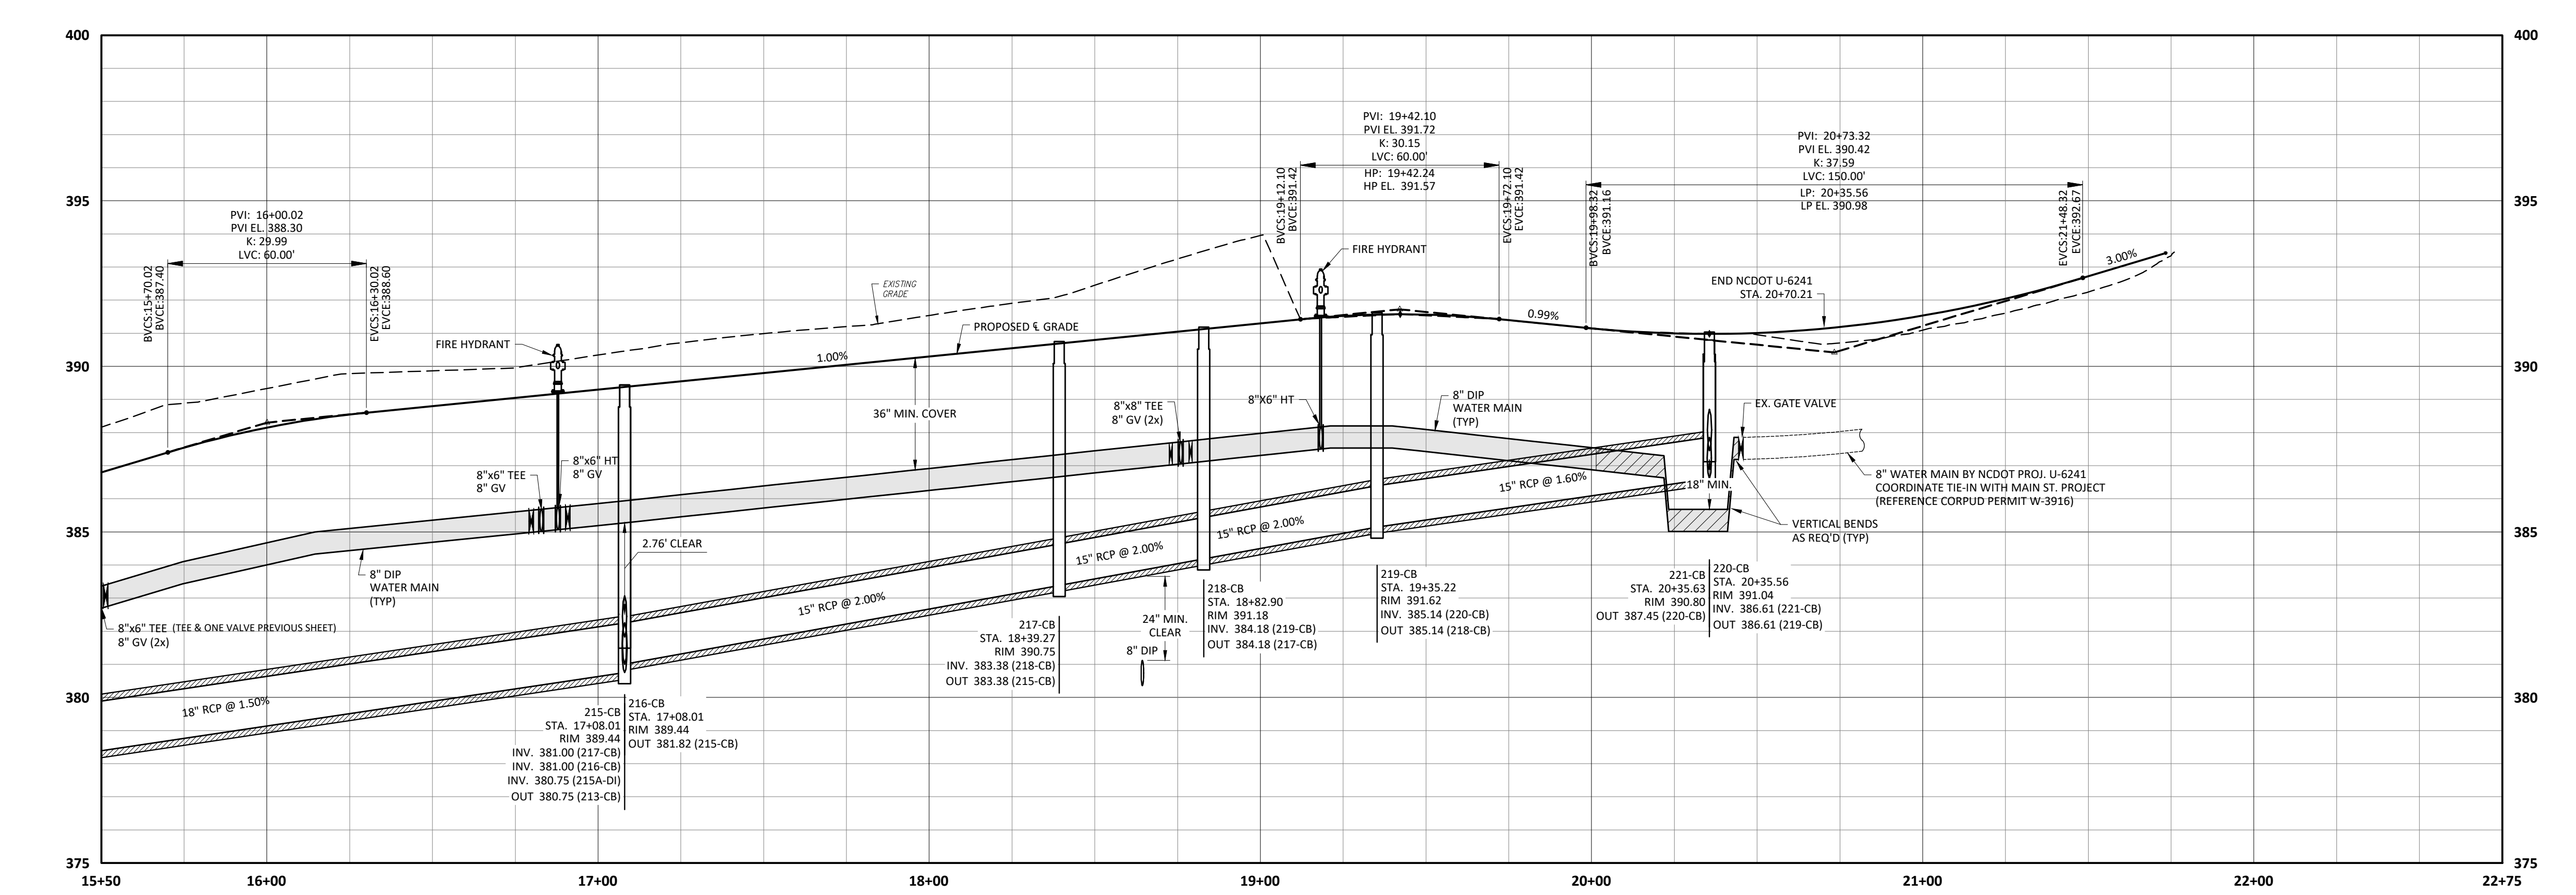 400
395
390
385
380
375
400
395
390
385
380
375
15+50
16+00
17+00
18+00
19+00
20+00
21+00
22+00
22+75
BVCS:15+70.02
BVCE:387.40
PVI: 16+00.02
PVI EL. 388.30
K: 29.99
LVC: 60.00'
EVCS:16+30.02
EVCE:388.60
FIRE HYDRANT
EXISTING
GRADE
PROPOSED ℄ GRADE
1.00%
36" MIN. COVER
BVCS:19+12.10
BVCE:391.42
PVI: 19+42.10
PVI EL. 391.72
K: 30.15
LVC: 60.00'
HP: 19+42.24
HP EL. 391.57
EVCS:19+72.10
EVCE:391.42
FIRE HYDRANT
0.99%
BVCS:19+98.32
BVCE:391.16
PVI: 20+73.32
PVI EL. 390.42
K: 37.59
LVC: 150.00'
LP: 20+35.56
LP EL. 390.98
EVCS:21+48.32
EVCE:392.67
3.00%
END NCDOT U-6241
STA. 20+70.21
8"x6" TEE
8" GV
8"x6" HT
8" GV
8"x8" TEE
8" GV (2x)
8"X6" HT
8" DIP
WATER MAIN
(TYP)
EX. GATE VALVE
8" WATER MAIN BY NCDOT PROJ. U-6241
COORDINATE TIE-IN WITH MAIN ST. PROJECT
(REFERENCE CORPUD PERMIT W-3916)
18" MIN.
VERTICAL BENDS
AS REQ'D (TYP)
2.76' CLEAR
8" DIP
WATER MAIN
(TYP)
8"x6" TEE (TEE & ONE VALVE PREVIOUS SHEET)
8" GV (2x)
18" RCP @ 1.50%
15" RCP @ 2.00%
15" RCP @ 2.00%
15" RCP @ 2.00%
15" RCP @ 1.60%
24" MIN.
CLEAR
8" DIP
215-CB
STA. 17+08.01
RIM 389.44
INV. 381.00 (217-CB)
INV. 381.00 (216-CB)
INV. 380.75 (215A-DI)
OUT 380.75 (213-CB)
216-CB
STA. 17+08.01
RIM 389.44
OUT 381.82 (215-CB)
217-CB
STA. 18+39.27
RIM 390.75
INV. 383.38 (218-CB)
OUT 383.38 (215-CB)
218-CB
STA. 18+82.90
RIM 391.18
INV. 384.18 (219-CB)
OUT 384.18 (217-CB)
219-CB
STA. 19+35.22
RIM 391.62
INV. 385.14 (220-CB)
OUT 385.14 (218-CB)
221-CB
STA. 20+35.63
RIM 390.80
OUT 387.45 (220-CB)
220-CB
STA. 20+35.56
RIM 391.04
INV. 386.61 (221-CB)
OUT 386.61 (219-CB)